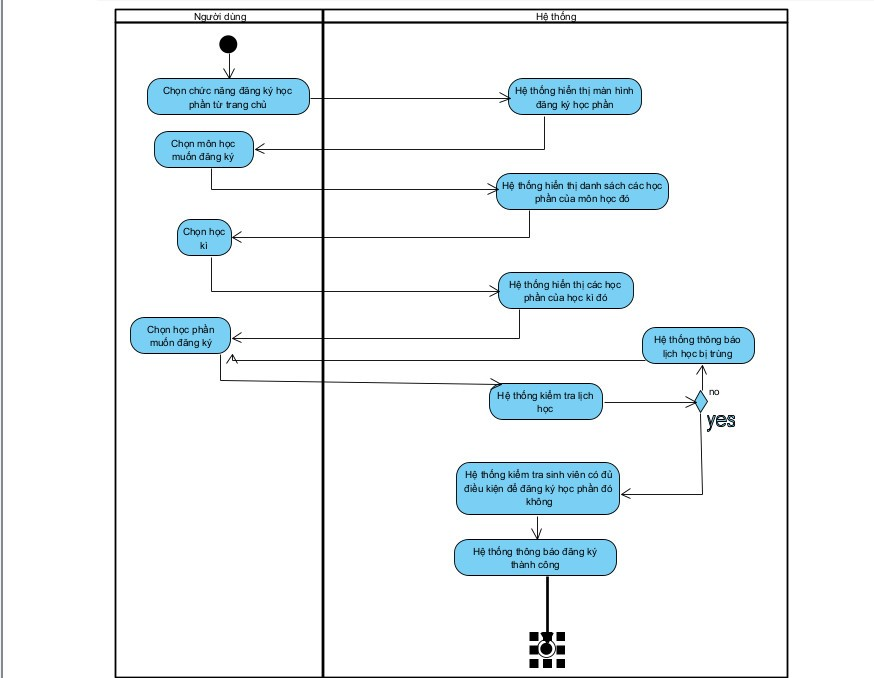 Người dùng
Hệ thống
Chọn chức năng đăng ký học
phần từ trang chủ
Hệ thống hiển thị màn hình
đăng ký học phần
Chọn môn học
muốn đăng ký
Hệ thống hiển thị danh sách các học
phần của môn học đó
Chọn học
kì
Hệ thống hiển thị các học
phần của học kì đó
Chọn học phần
muốn đăng ký
Hệ thống thông báo
lịch học bị trùng
Hệ thống kiểm tra lịch
học
no
yes
Hệ thống kiểm tra sinh viên có đủ
điều kiện để đăng ký học phần đó
không
Hệ thống thông báo đăng ký
thành công